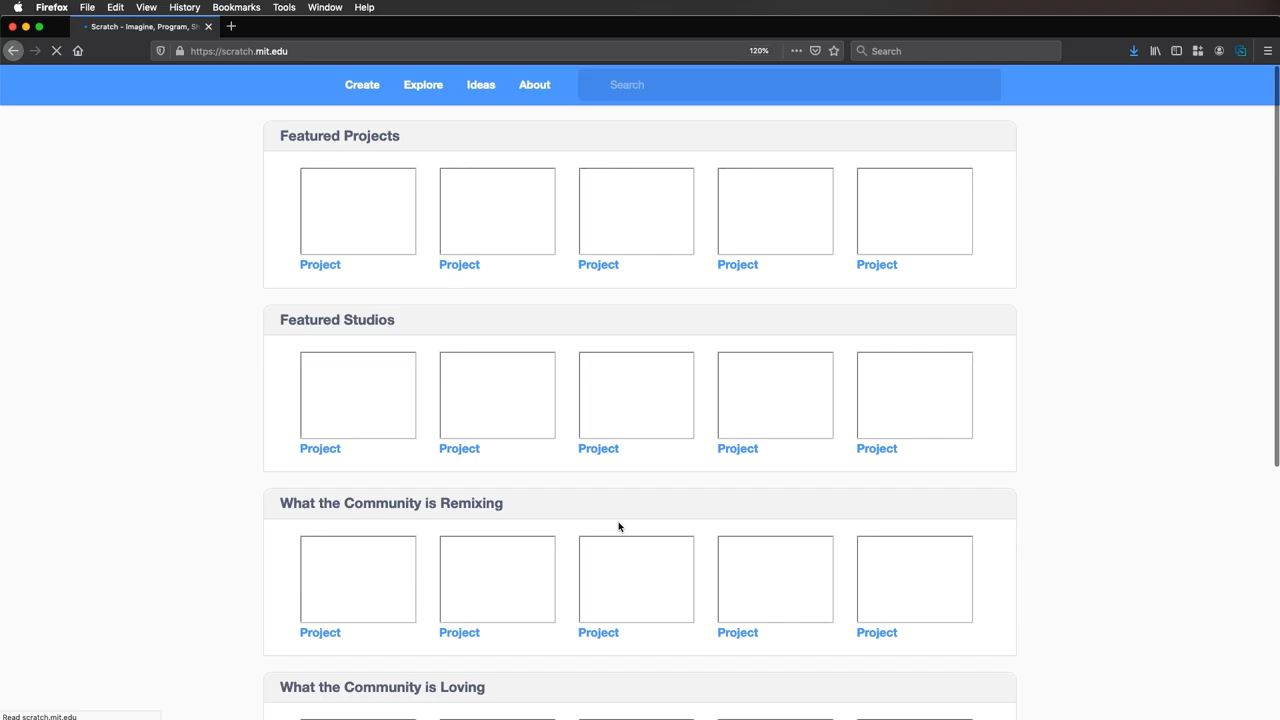 Firefox File Edit View History Bookmarks Tools Window Help
Scratch - Imagine, Program, Sh
https://scratch.mit.edu 120% Search
Create Explore Ideas About Search
Featured Projects
Project Project Project Project Project
Featured Studios
Project Project Project Project Project
What the Community is Remixing
Project Project Project Project Project
What the Community is Loving
Read scratch.mit.edu